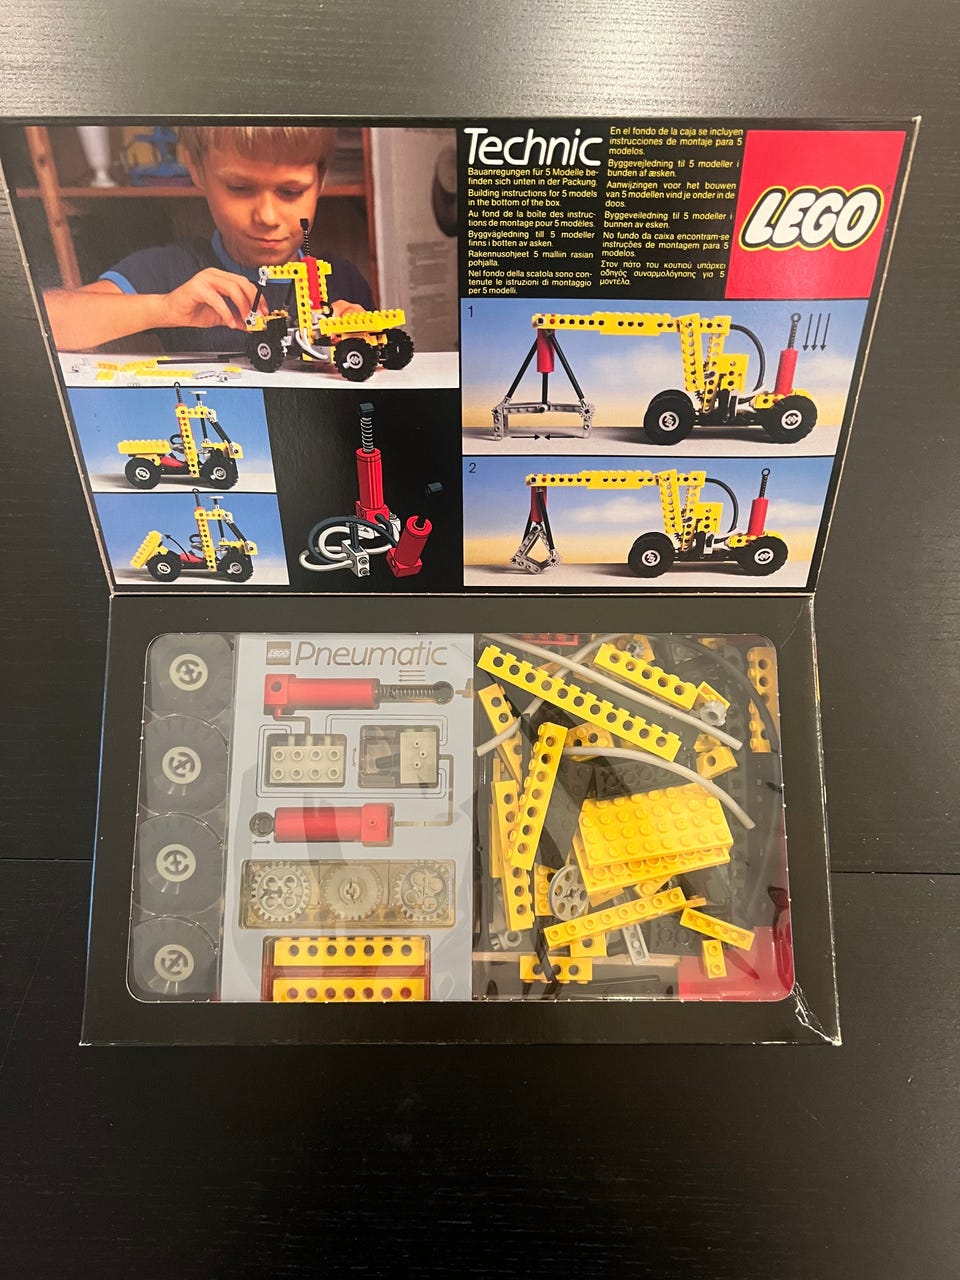 Technic
Bauanregungen für 5 Modelle be-
finden sich unten in der Packung.
Building instructions for 5 models
in the bottom of the box.
Au fond de la boîte des instruc-
tions de montage pour 5 modèles.
Byggvägledning till 5 modeller
finns i botten av asken.
Rakennusohjeet 5 mallin rasian
pohjalla.
Nel fondo della scatola sono con-
tenute le istruzioni di montaggio
per 5 modelli.
En el fondo de la caja se incluyen
instrucciones de montaje para 5
modelos.
Byggevejledning til 5 modeller i
bunden af æsken.
Aanwijzingen voor het bouwen
van 5 modellen vind je onder in de
doos.
Byggeveiledning til 5 modeller i
bunnen av esken.
No fundo da caixa encontram-se
instruções de montagem para 5
modelos.
Στον πάτο του κουτιού υπάρχει
οδηγός συναρμολόγησης για 5
μοντέλα.
LEGO
1
2
LEGO Pneumatic